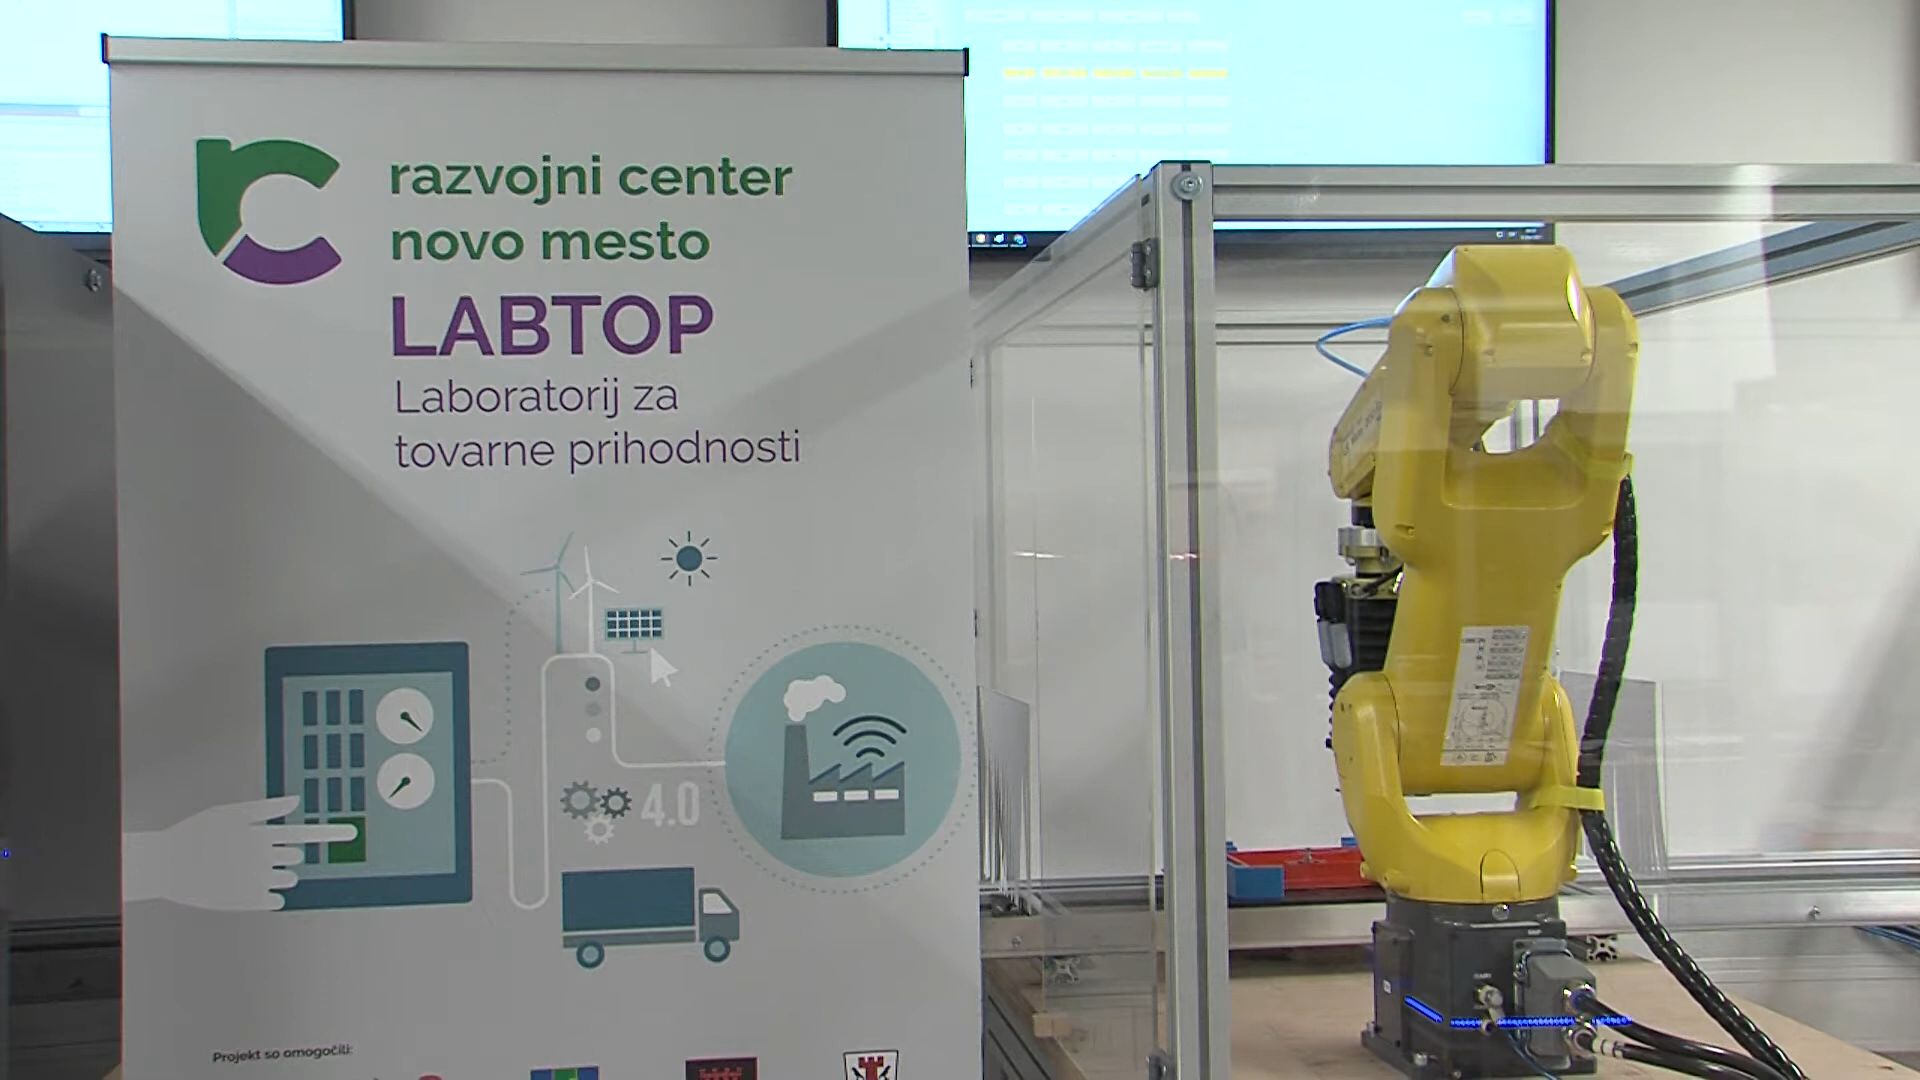 razvojni center
novo mesto
LABTOP
Laboratorij za
tovarne prihodnosti
4.0
Projekt so omogočili: